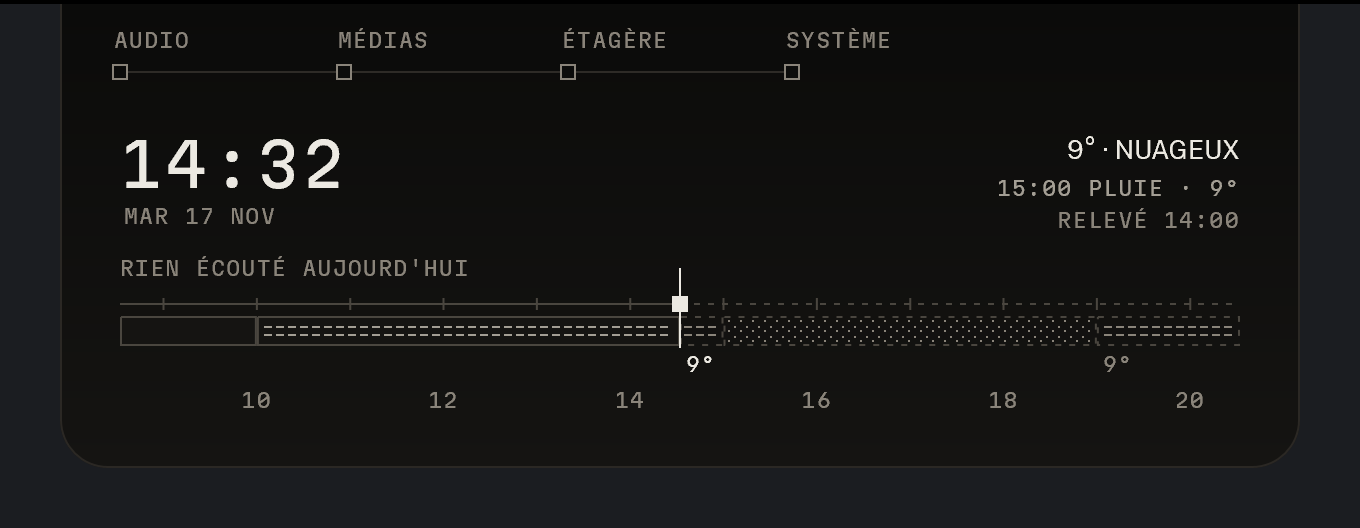 AUDIO MÉDIAS ÉTAGÈRE SYSTÈME
14:32
MAR 17 NOV
9° · NUAGEUX
15:00 PLUIE · 9°
RELEVÉ 14:00
RIEN ÉCOUTÉ AUJOURD'HUI
9° 9°
10 12 14 16 18 20